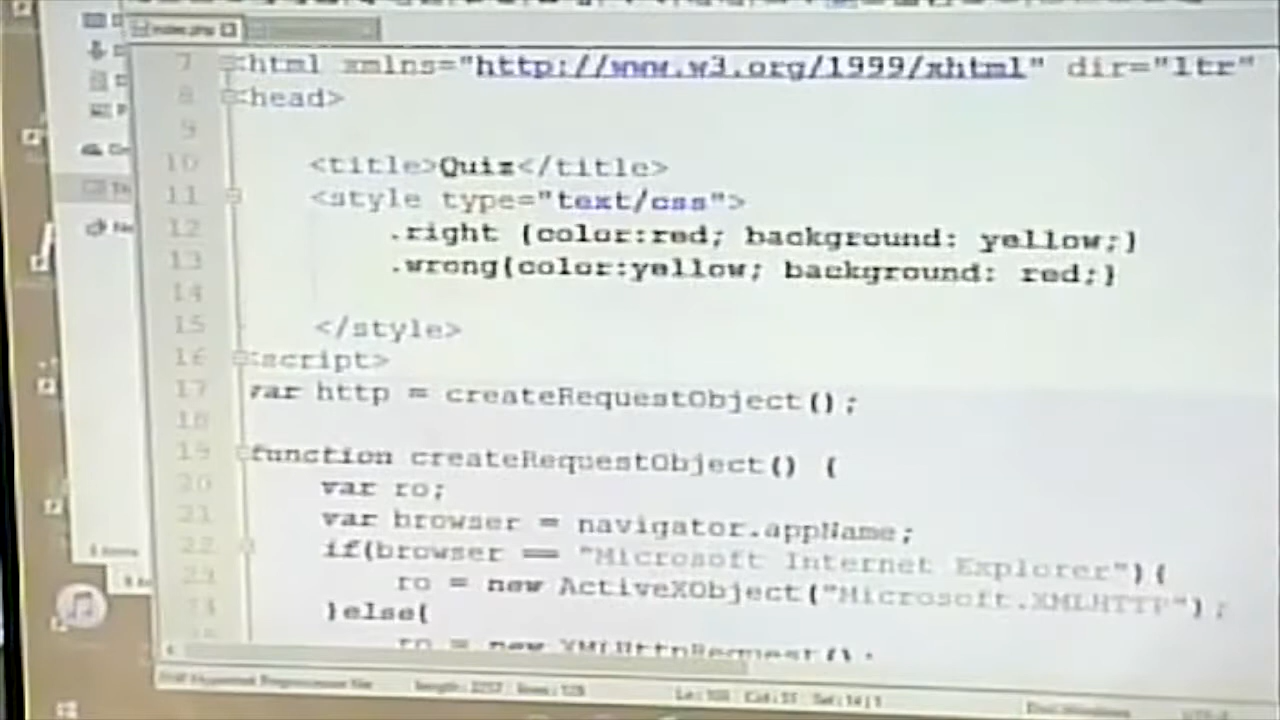 index.php
7 <html xmlns="http://www.w3.org/1999/xhtml" dir="ltr"
8 <head>
9
10 <title>Quiz</title>
11 <style type="text/css">
12 .right {color:red; background: yellow;}
13 .wrong{color:yellow; background: red;}
14
15 </style>
16 <script>
17 var http = createRequestObject();
18
19 function createRequestObject() {
20 var ro;
21 var browser = navigator.appName;
22 if(browser == "Microsoft Internet Explorer"){
23 ro = new ActiveXObject("Microsoft.XMLHTTP");
24 }else{
25 ro = new XMLHttpRequest();